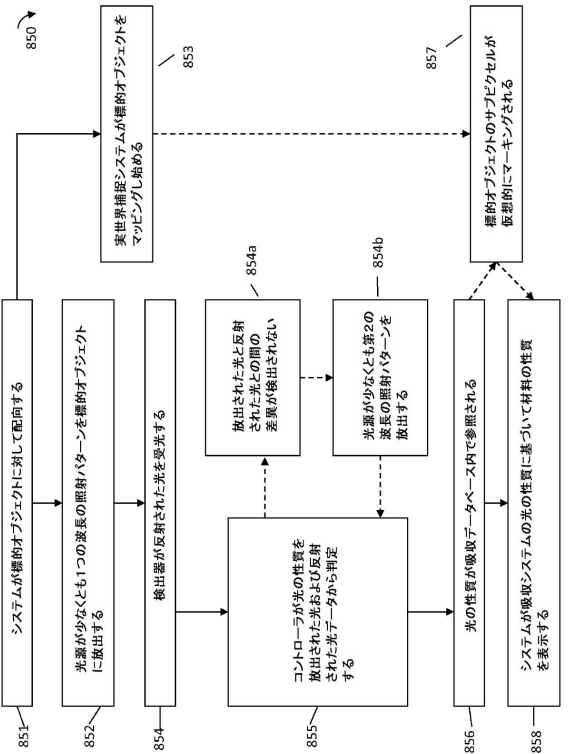 850
851
システムが標的オブジェクトに対して配向する
852
光源が少なくとも1つの波長の照射パターンを標的オブジェクト
に放出する
853
実世界捕捉システムが標的オブジェクトを
マッピングし始める
854
検出器が反射された光を受光する
855
コントローラが光の性質を
放出された光および反射
された光データから判定
する
854a
放出された光と反射
された光との間の
差異が検出されない
854b
光源が少なくとも第2の
波長の照射パターンを
放出する
856
光の性質が吸収データベース内で参照される
857
標的オブジェクトのサブピクセルが
仮想的にマーキングされる
858
システムが吸収システムの光の性質に基づいて材料の性質
を表示する